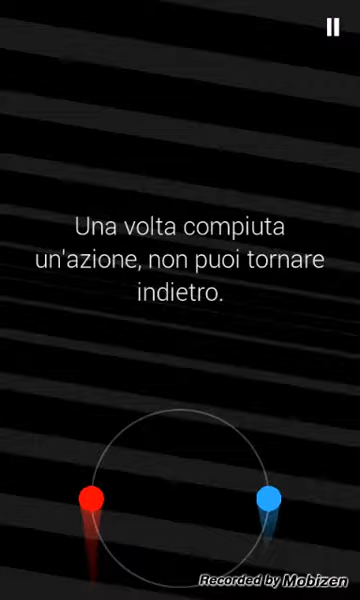 Una volta compiuta
un'azione, non puoi tornare
indietro.
Recorded by Mobizen